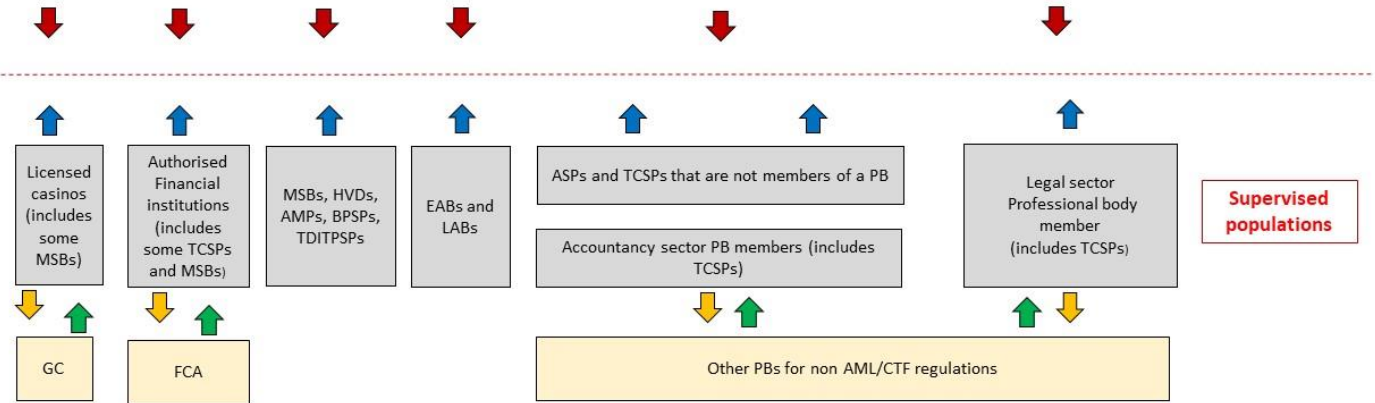 Licensed
casinos
(includes
some
MSBs)
Authorised
Financial
institutions
(includes
some TCSPs
and MSBs)
MSBs, HVDs,
AMPs, BPSPs,
TDITPSPs
EABs and
LABs
ASPs and TCSPs that are not members of a PB
Accountancy sector PB members (includes
TCSPs)
Legal sector
Professional body
member
(includes TCSPs)
Supervised
populations
GC
FCA
Other PBs for non AML/CTF regulations